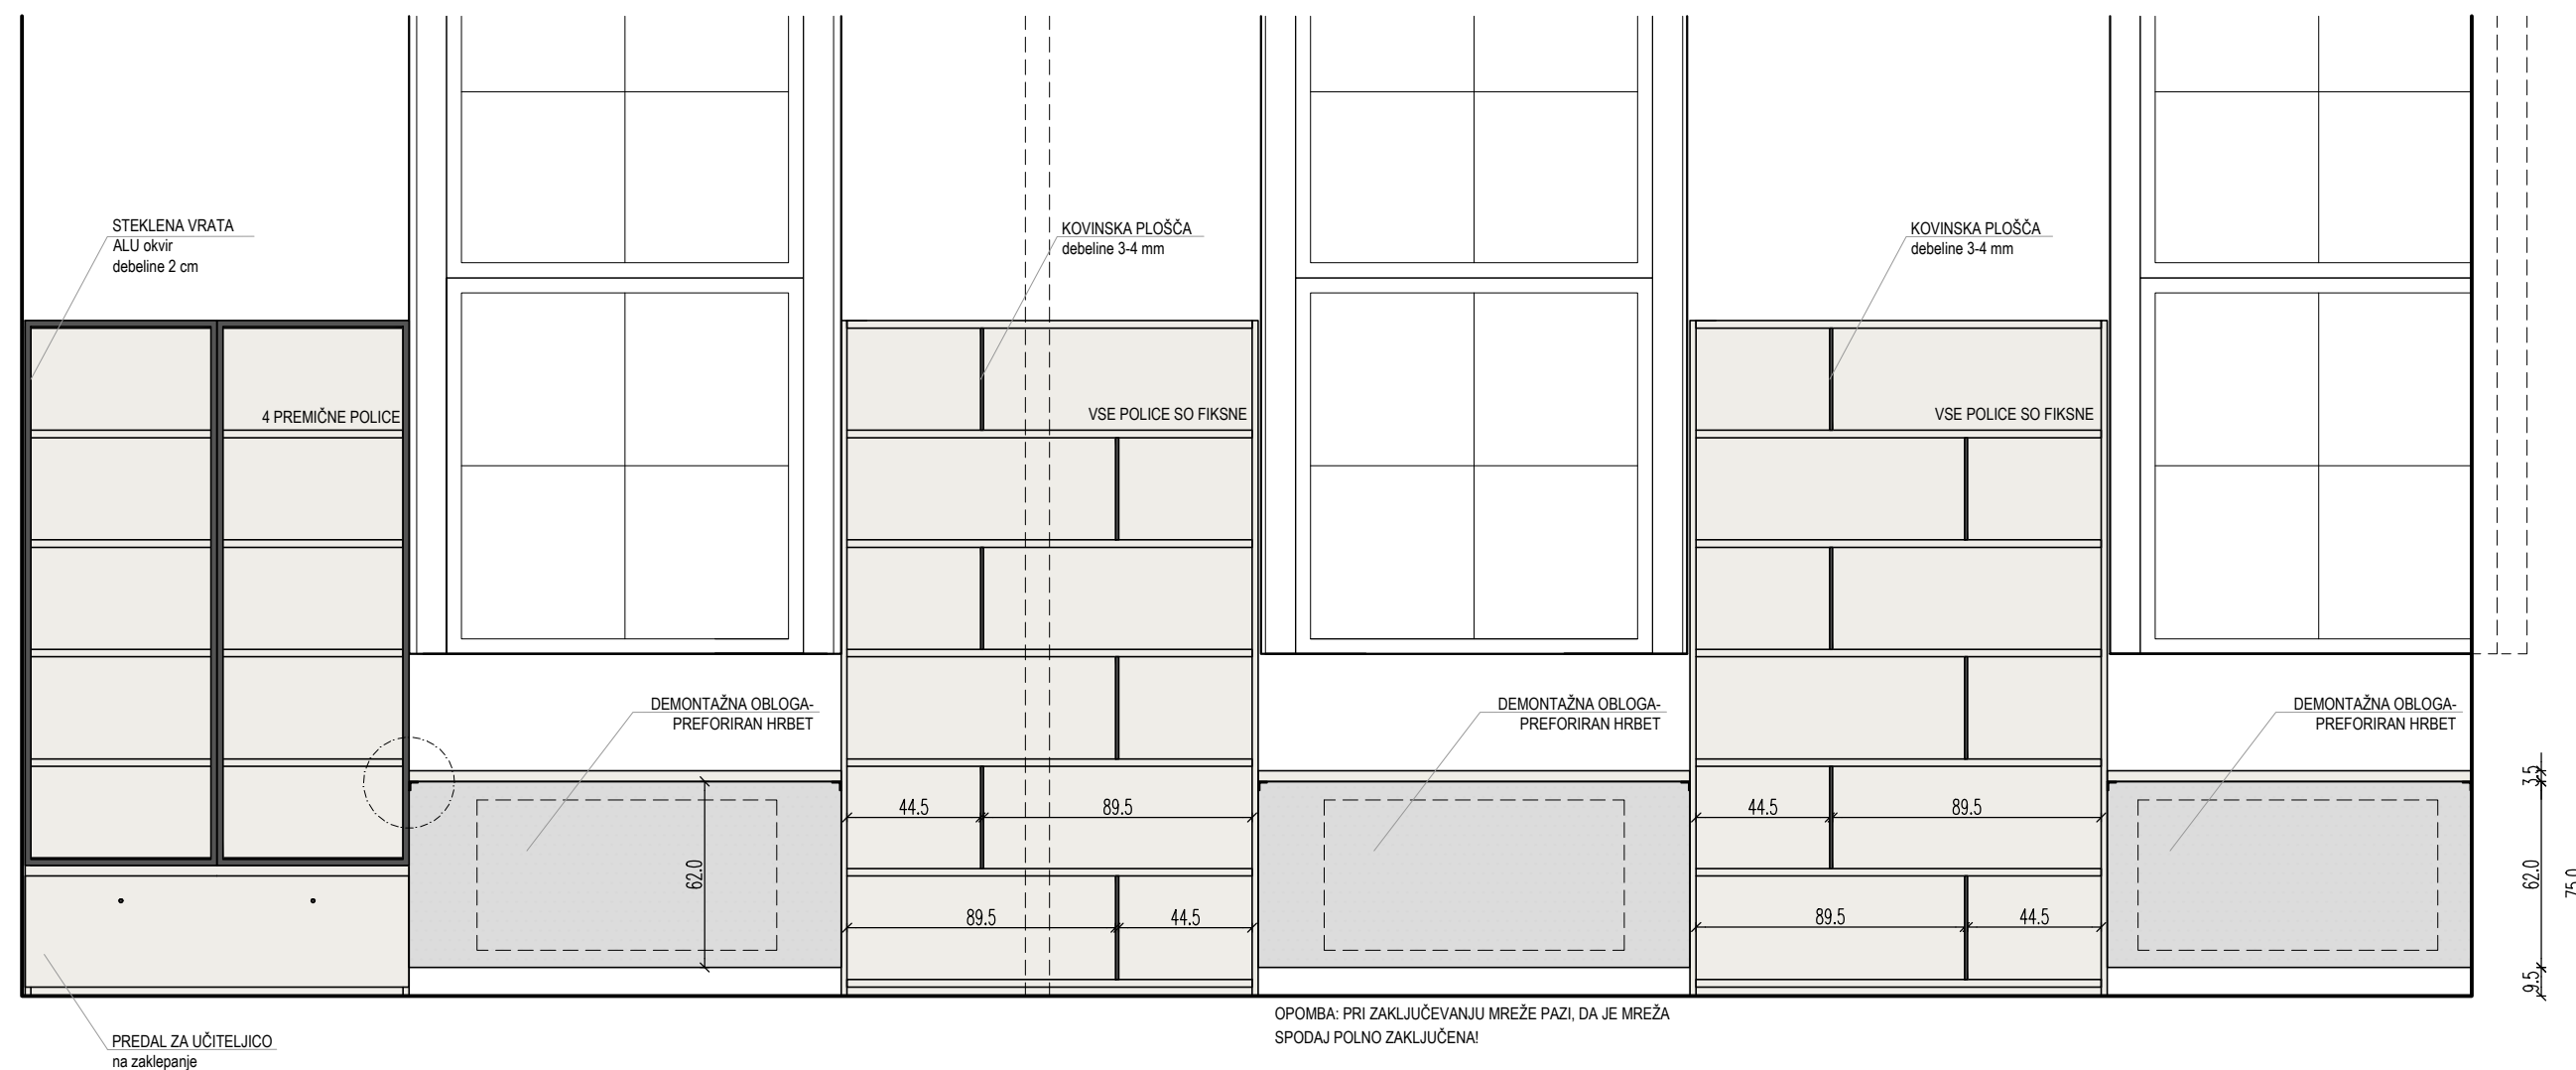 STEKLENA VRATA
ALU okvir
debeline 2 cm
KOVINSKA PLOŠČA
debeline 3-4 mm
KOVINSKA PLOŠČA
debeline 3-4 mm
4 PREMIČNE POLICE
VSE POLICE SO FIKSNE
VSE POLICE SO FIKSNE
DEMONTAŽNA OBLOGA-
PREFORIRAN HRBET
DEMONTAŽNA OBLOGA-
PREFORIRAN HRBET
DEMONTAŽNA OBLOGA-
PREFORIRAN HRBET
3.5
44.5 89.5
44.5 89.5
62.0
62.0
75.0
89.5 44.5
89.5 44.5
9.5
OPOMBA: PRI ZAKLJUČEVANJU MREŽE PAZI, DA JE MREŽA
SPODAJ POLNO ZAKLJUČENA!
PREDAL ZA UČITELJICO
na zaklepanje